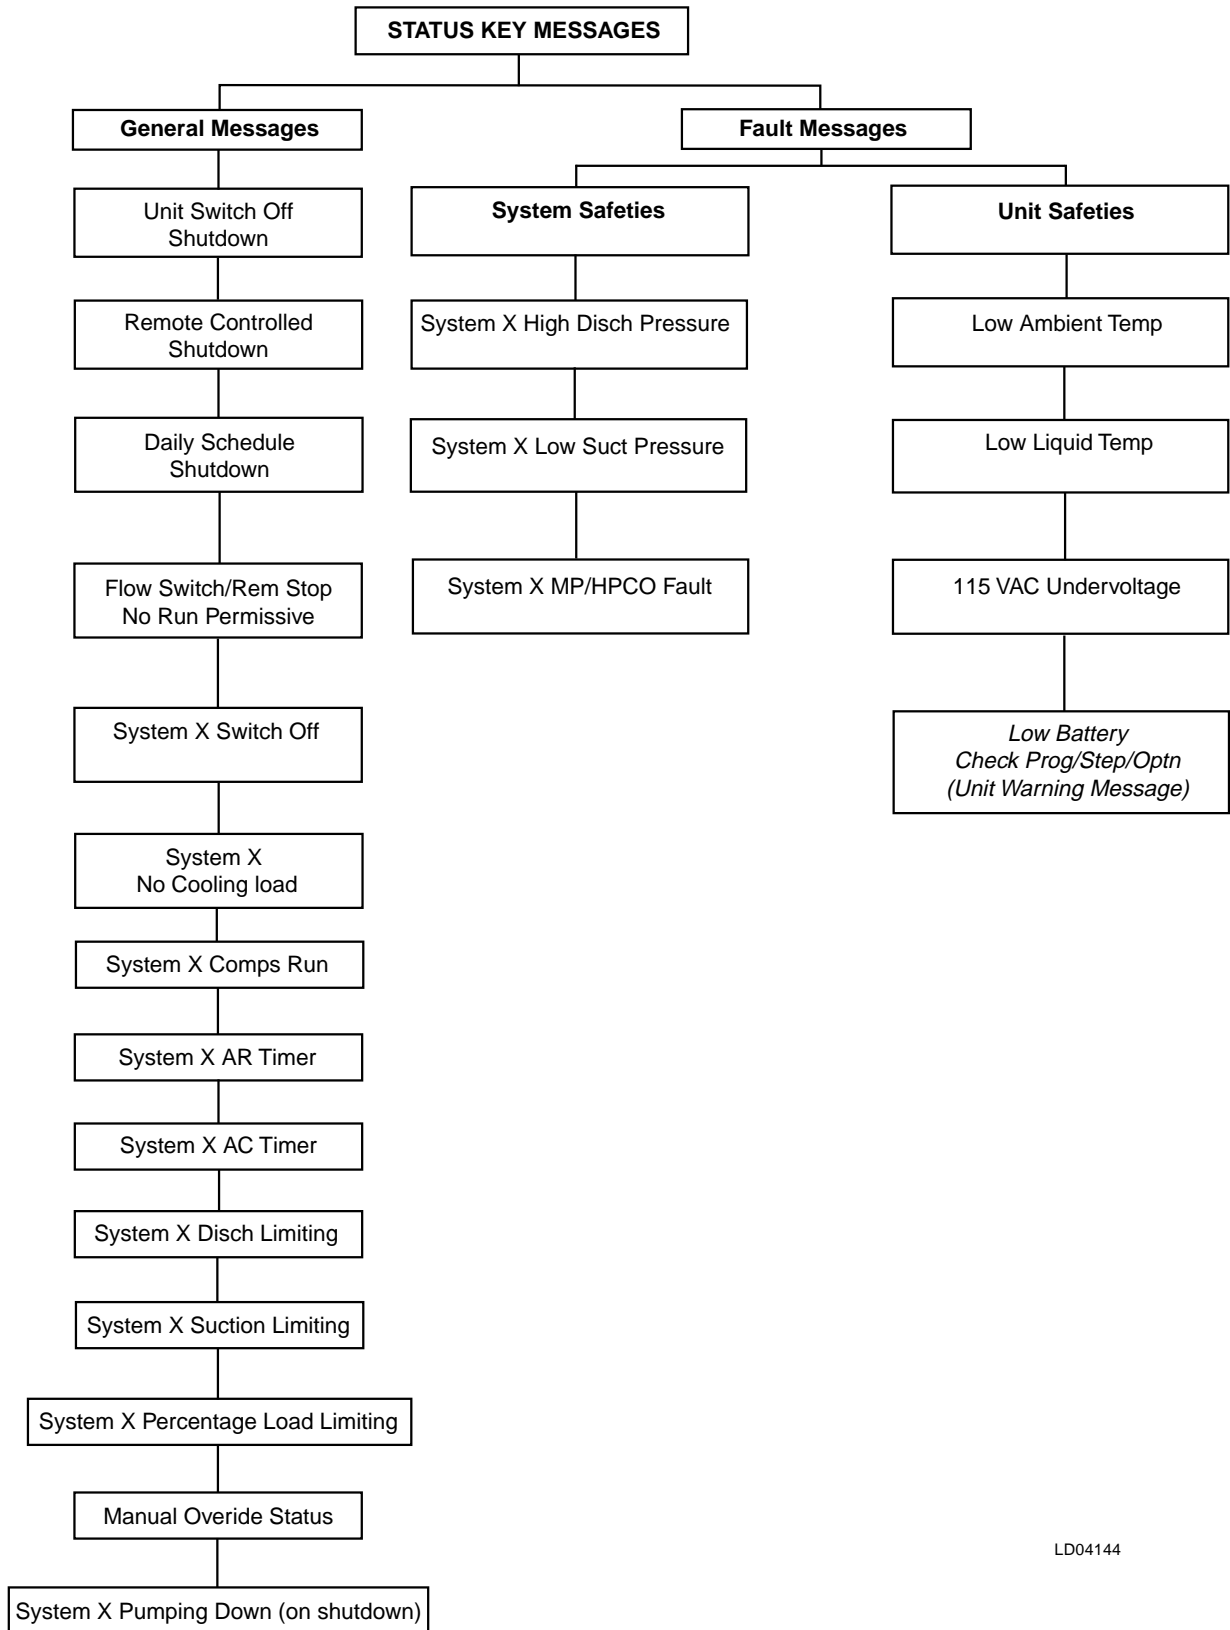 STATUS KEY MESSAGES
General Messages
Unit Switch Off
Shutdown
Remote Controlled
Shutdown
Daily Schedule
Shutdown
Flow Switch/Rem Stop
No Run Permissive
System X Switch Off
System X
No Cooling load
System X Comps Run
System X AR Timer
System X AC Timer
System X Disch Limiting
System X Suction Limiting
System X Percentage Load Limiting
Manual Overide Status
System X Pumping Down (on shutdown)
Fault Messages
System Safeties
System X High Disch Pressure
System X Low Suct Pressure
System X MP/HPCO Fault
Unit Safeties
Low Ambient Temp
Low Liquid Temp
115 VAC Undervoltage
Low Battery
Check Prog/Step/Optn
(Unit Warning Message)
LD04144